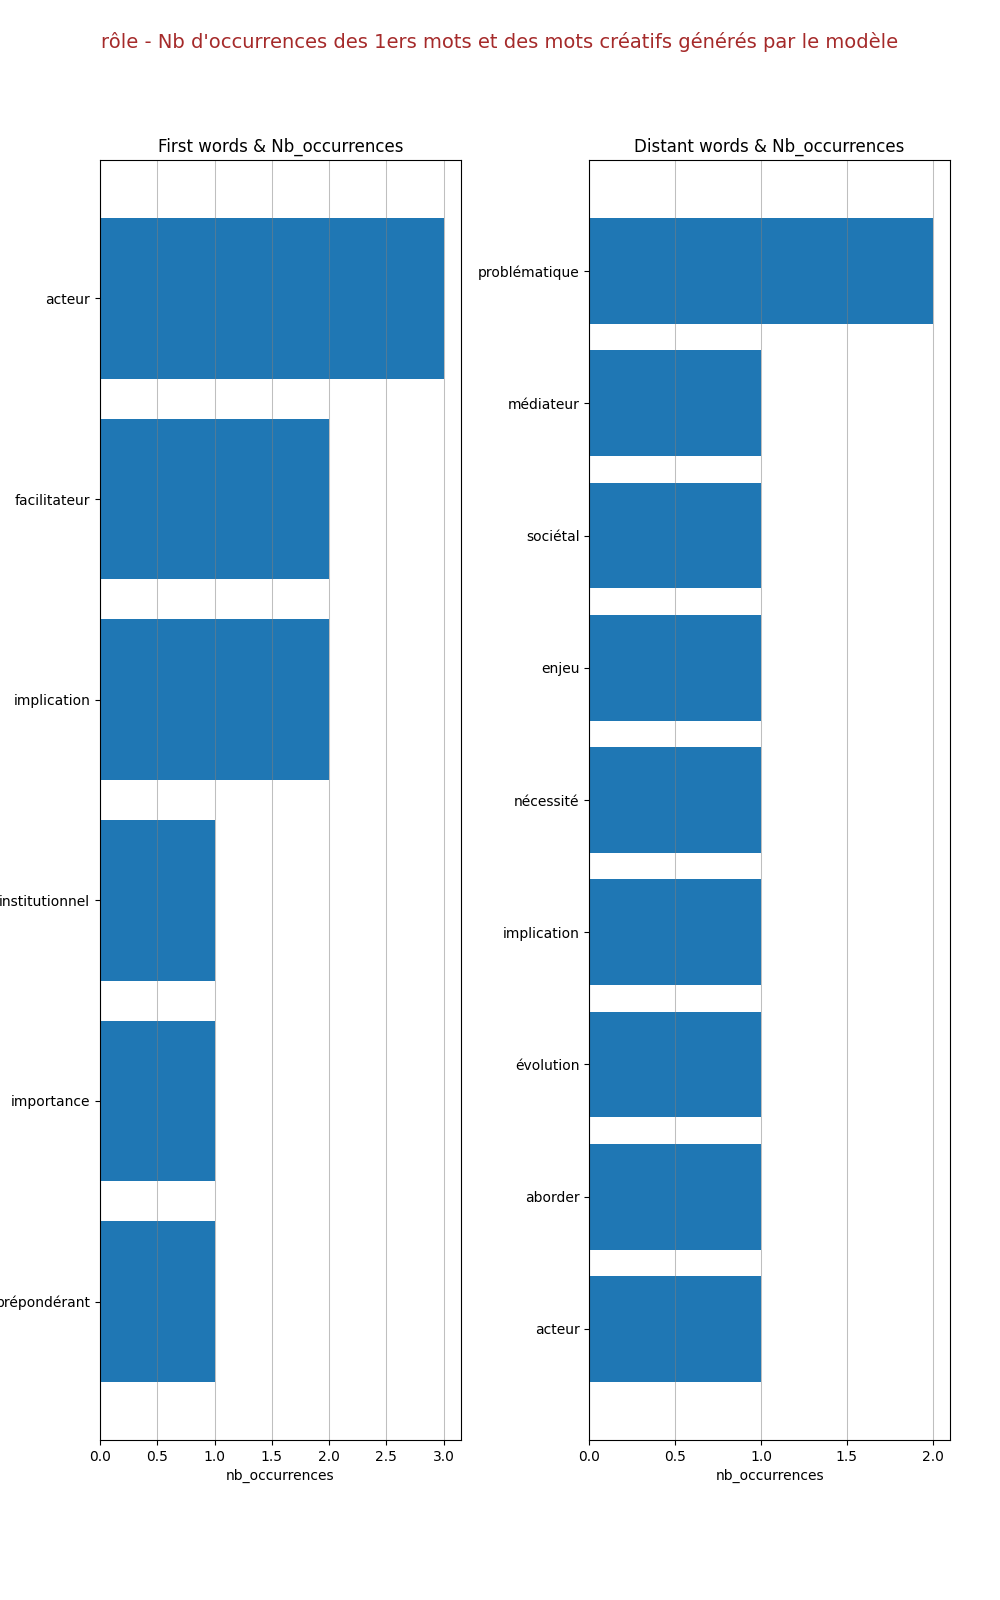 rôle - Nb d'occurrences des 1ers mots et des mots créatifs générés par le modèle
First words & Nb_occurrences
acteur
facilitateur
implication
institutionnel
importance
prépondérant
0.0 0.5 1.0 1.5 2.0 2.5 3.0
nb_occurrences
Distant words & Nb_occurrences
problématique
médiateur
sociétal
enjeu
nécessité
implication
évolution
aborder
acteur
0.0 0.5 1.0 1.5 2.0
nb_occurrences